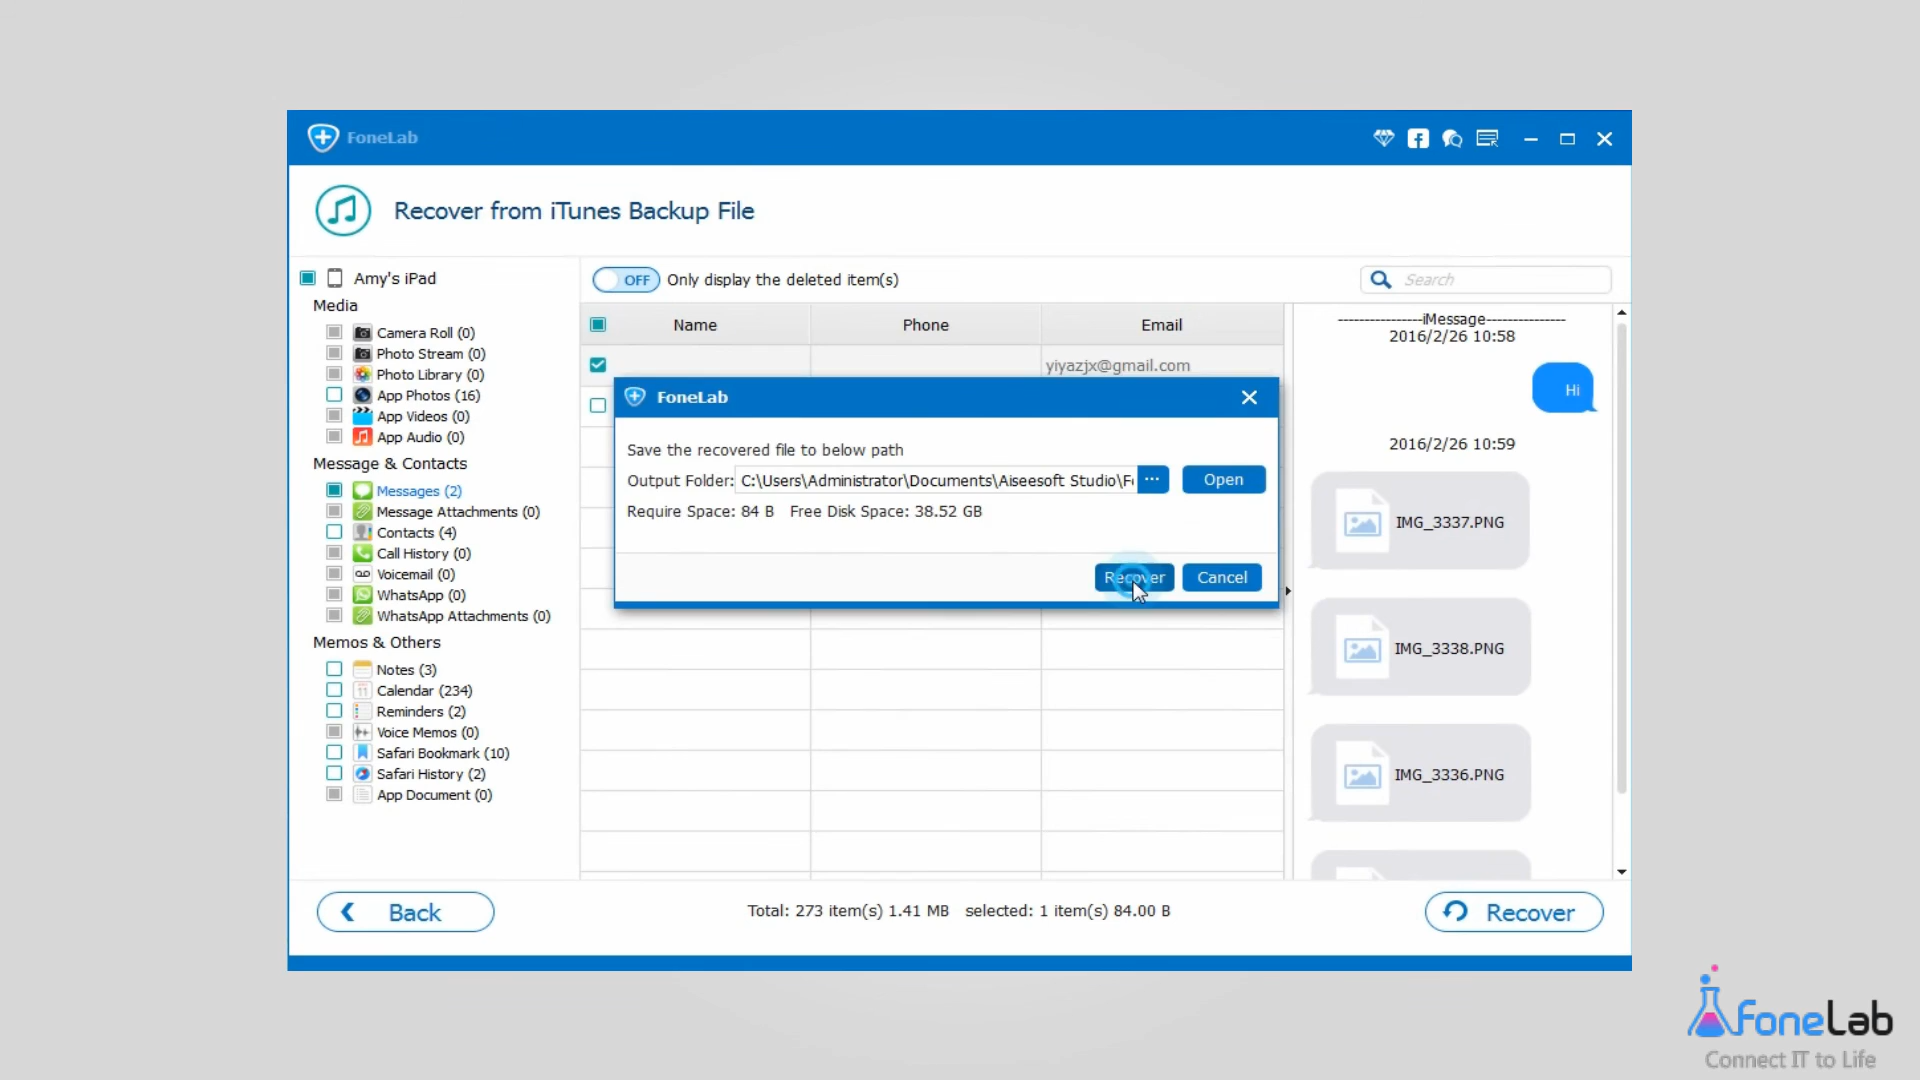 FoneLab
Recover from iTunes Backup File
Amy's iPad
Media
Camera Roll (0)
Photo Stream (0)
Photo Library (0)
App Photos (16)
App Videos (0)
App Audio (0)
Message & Contacts
Messages (2)
Message Attachments (0)
Contacts (4)
Call History (0)
Voicemail (0)
WhatsApp (0)
WhatsApp Attachments (0)
Memos & Others
Notes (3)
Calendar (234)
Reminders (2)
Voice Memos (0)
Safari Bookmark (10)
Safari History (2)
App Document (0)
OFF Only display the deleted item(s)
Search
Name Phone Email
yiyazjx@gmail.com
FoneLab
Save the recovered file to below path
Output Folder: C:\Users\Administrator\Documents\Aiseesoft Studio\F
Open
Require Space: 84 B Free Disk Space: 38.52 GB
Recover Cancel
----------------iMessage---------------
2016/2/26 10:58
Hi
2016/2/26 10:59
IMG_3337.PNG
IMG_3338.PNG
IMG_3336.PNG
Back
Total: 273 item(s) 1.41 MB selected: 1 item(s) 84.00 B
Recover
FoneLab
Connect IT to Life